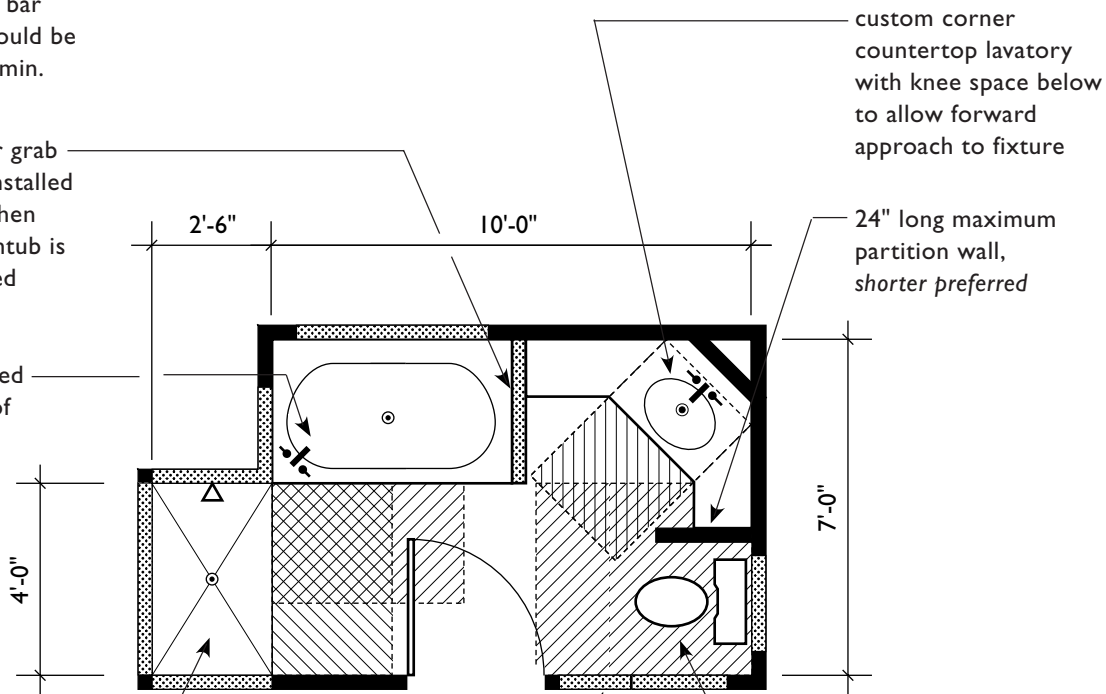 bar
ould be
min.
r grab
nstalled
hen
htub is
ed
ed
of
custom corner
countertop lavatory
with knee space below
to allow forward
approach to fixture
24" long maximum
partition wall,
shorter preferred
2'-6"
10'-0"
4'-0"
7'-0"